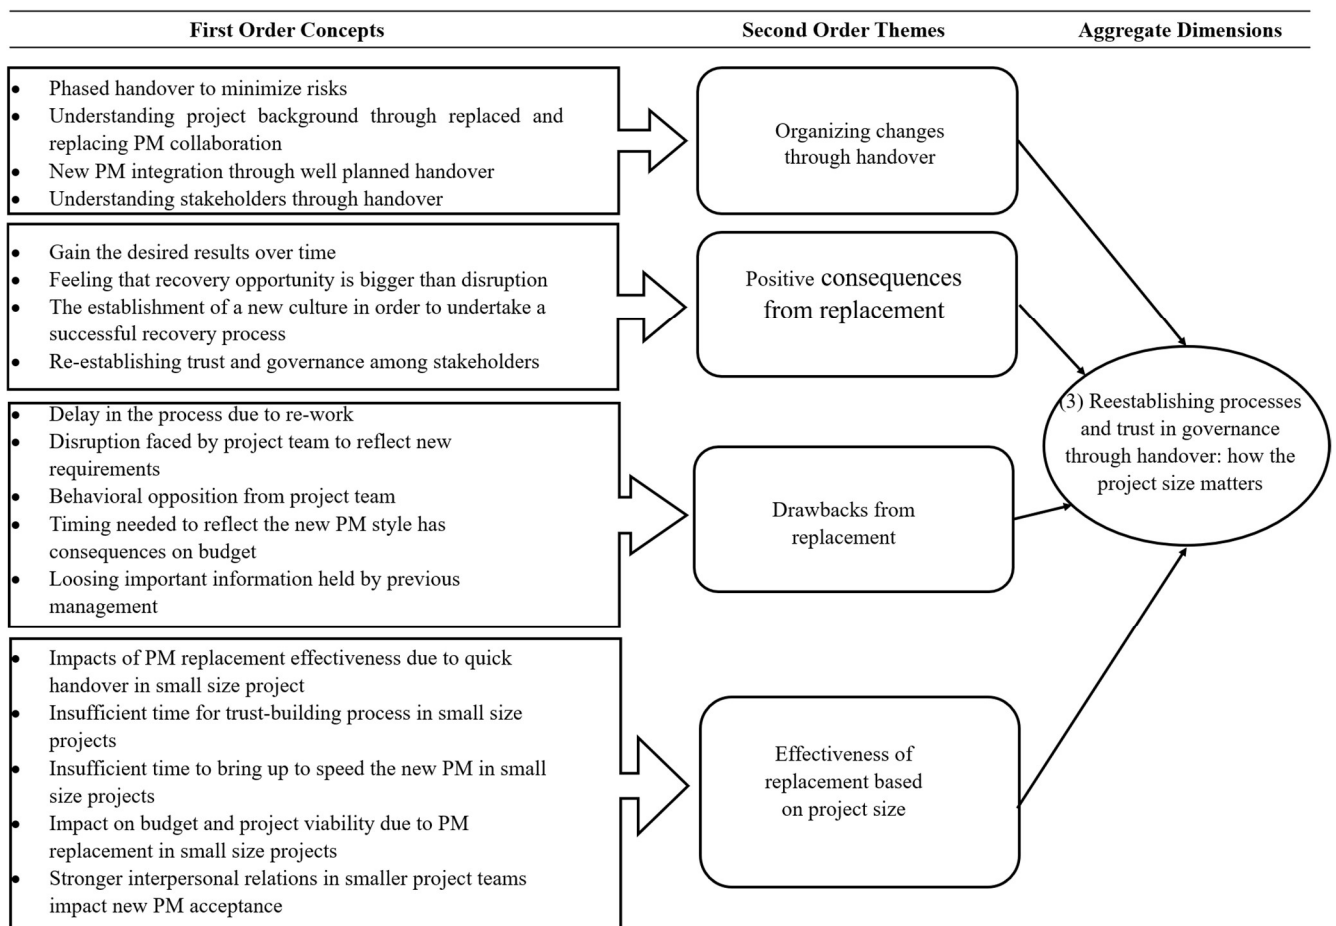 First Order Concepts
Second Order Themes
Aggregate Dimensions
• Phased handover to minimize risks
• Understanding project background through replaced and
replacing PM collaboration
• New PM integration through well planned handover
• Understanding stakeholders through handover
Organizing changes
through handover
• Gain the desired results over time
• Feeling that recovery opportunity is bigger than disruption
• The establishment of a new culture in order to undertake a
successful recovery process
• Re-establishing trust and governance among stakeholders
Positive consequences
from replacement
• Delay in the process due to re-work
• Disruption faced by project team to reflect new
requirements
• Behavioral opposition from project team
• Timing needed to reflect the new PM style has
consequences on budget
• Loosing important information held by previous
management
Drawbacks from
replacement
• Impacts of PM replacement effectiveness due to quick
handover in small size project
• Insufficient time for trust-building process in small size
projects
• Insufficient time to bring up to speed the new PM in small
size projects
• Impact on budget and project viability due to PM
replacement in small size projects
• Stronger interpersonal relations in smaller project teams
impact new PM acceptance
Effectiveness of
replacement based
on project size
(3) Reestablishing processes
and trust in governance
through handover: how the
project size matters